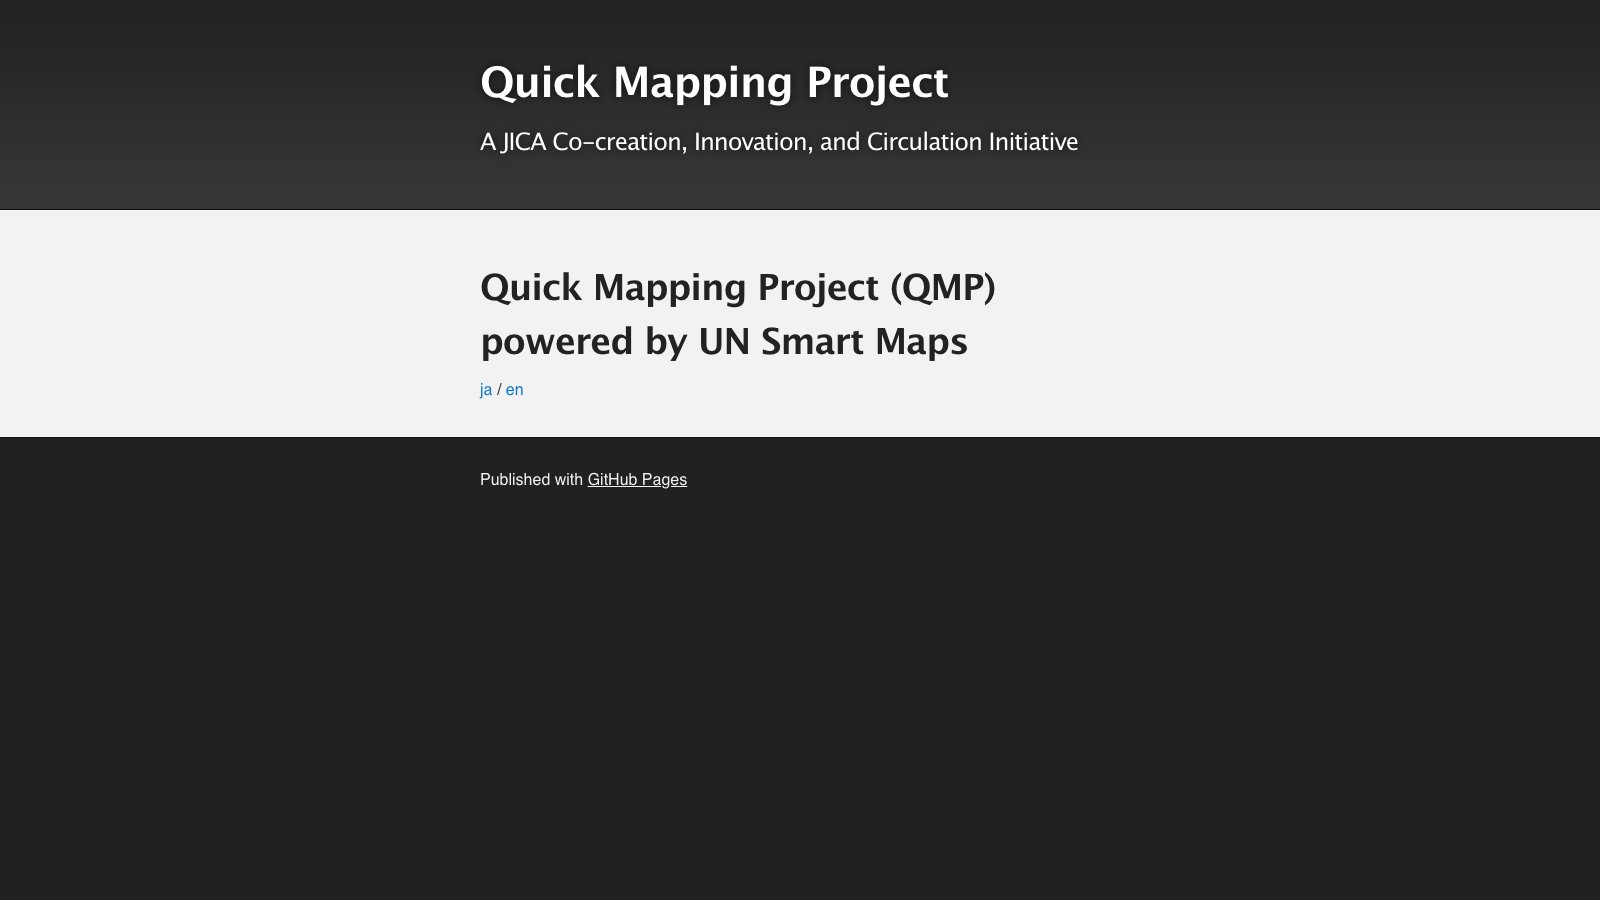 Quick Mapping Project
A JICA Co-creation, Innovation, and Circulation Initiative
Quick Mapping Project (QMP)
powered by UN Smart Maps
ja / en
Published with GitHub Pages